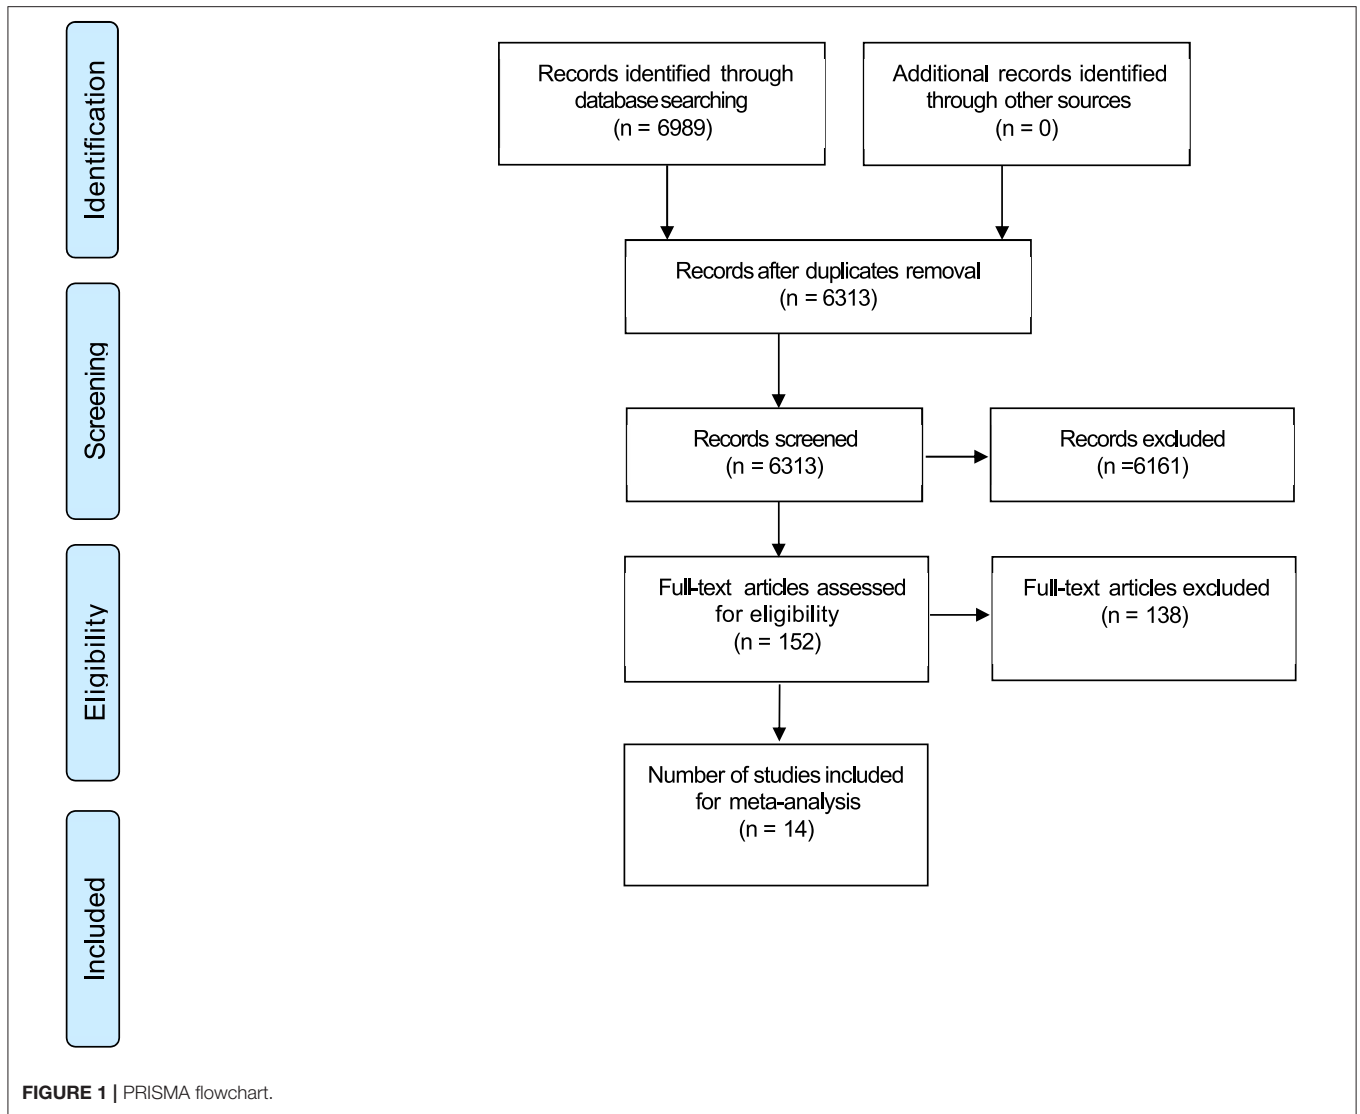 Identification
Records identified through
database searching
(n = 6989)
Additional records identified
through other sources
(n = 0)
Records after duplicates removal
(n = 6313)
Screening
Records screened
(n = 6313)
Records excluded
(n =6161)
Eligibility
Full-text articles assessed
for eligibility
(n = 152)
Full-text articles excluded
(n = 138)
Number of studies included
for meta-analysis
(n = 14)
Included
FIGURE 1 | PRISMA flowchart.